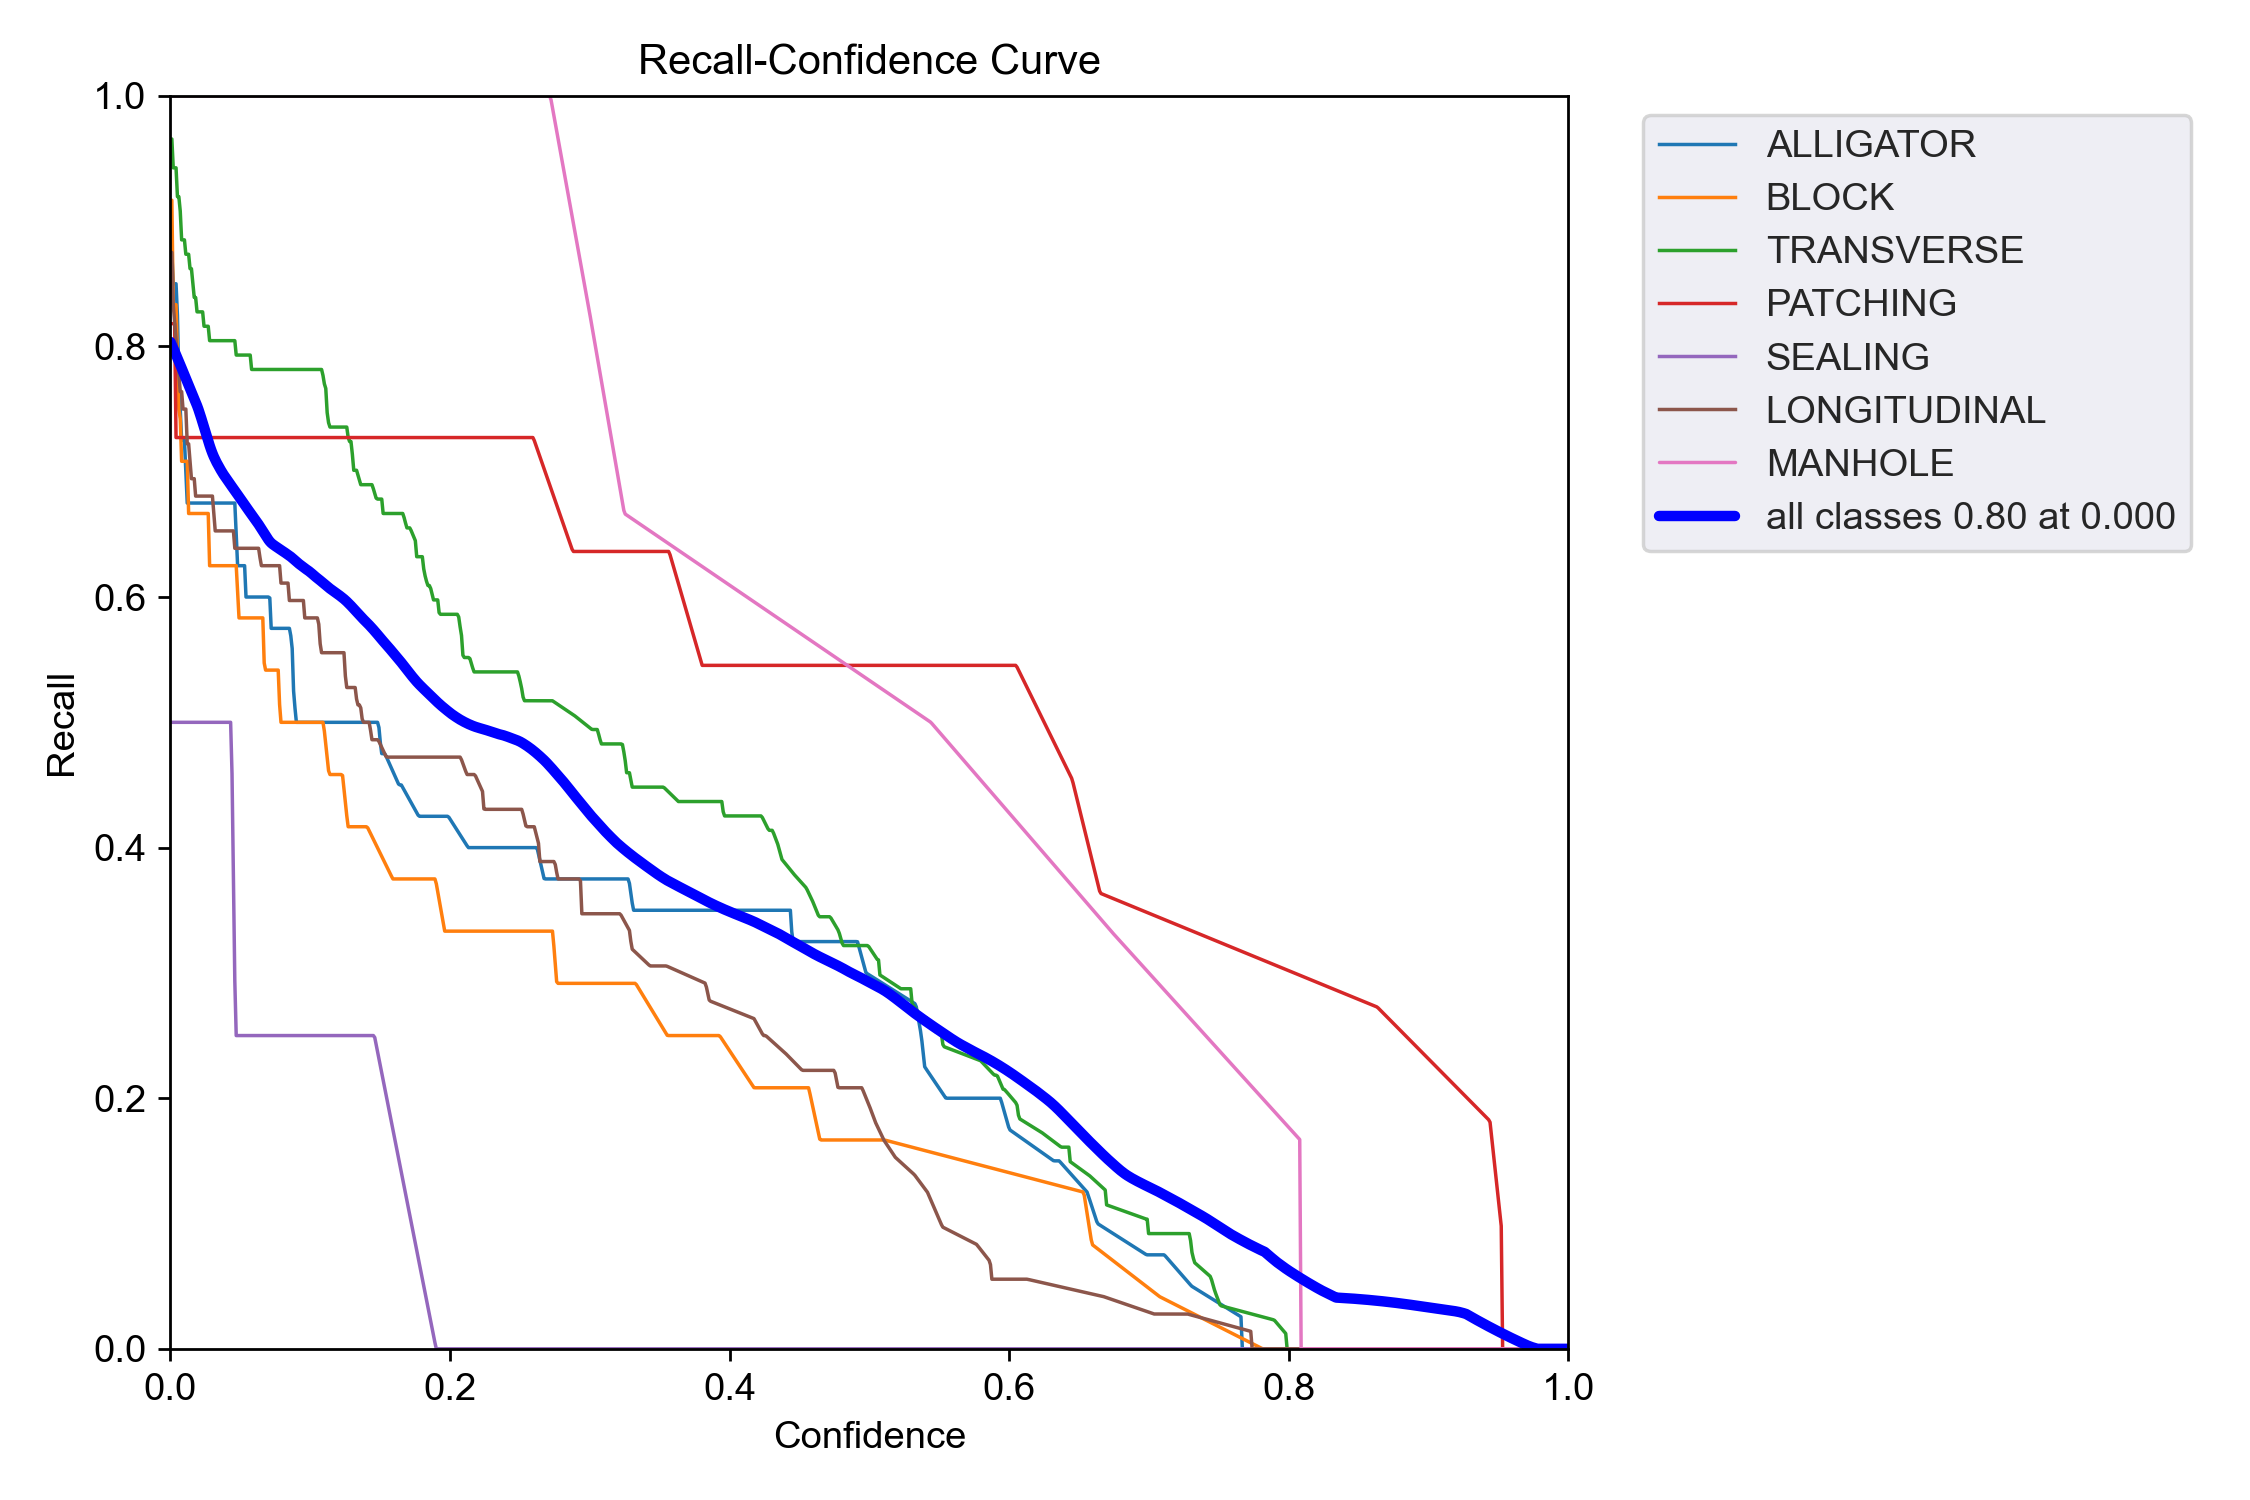 Recall-Confidence Curve
1.0
0.8
0.6
0.4
0.2
0.0
Recall
0.0 0.2 0.4 0.6 0.8 1.0
Confidence
ALLIGATOR
BLOCK
TRANSVERSE
PATCHING
SEALING
LONGITUDINAL
MANHOLE
all classes 0.80 at 0.000